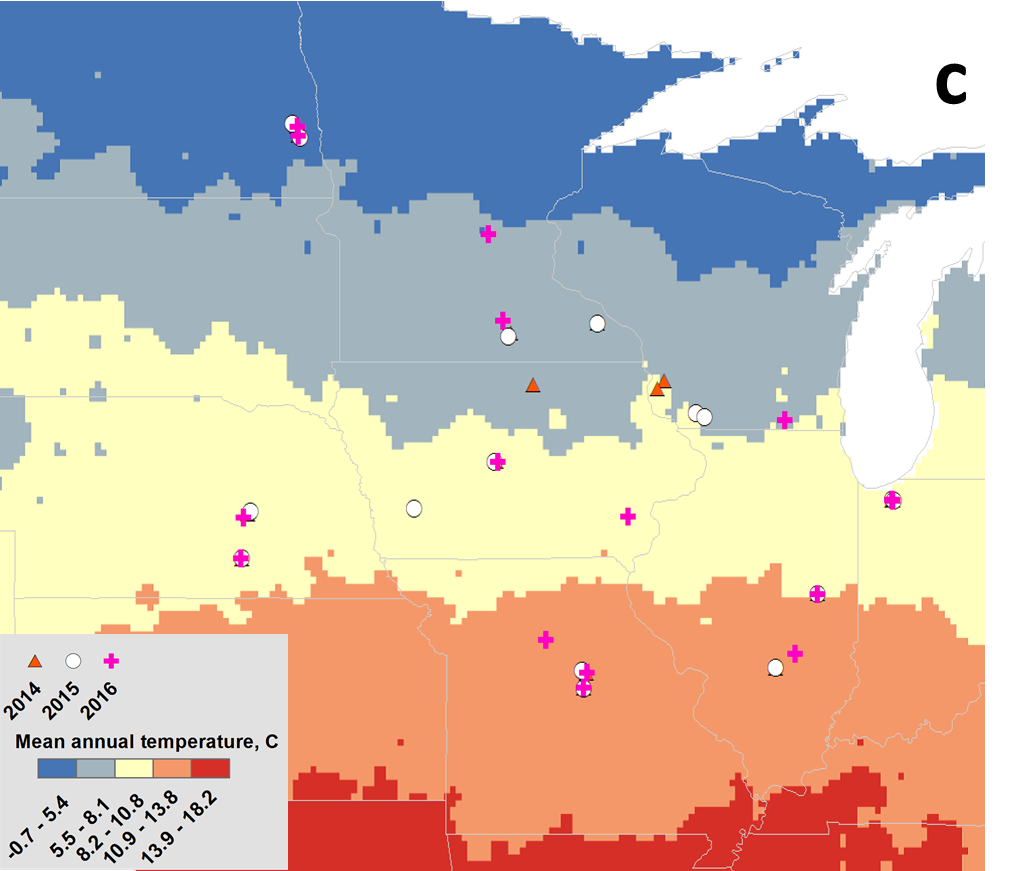 C
2014
2015
2016
Mean annual temperature, C
-0.7 - 5.4
5.5 - 8.1
8.2 - 10.8
10.9 - 13.8
13.9 - 18.2